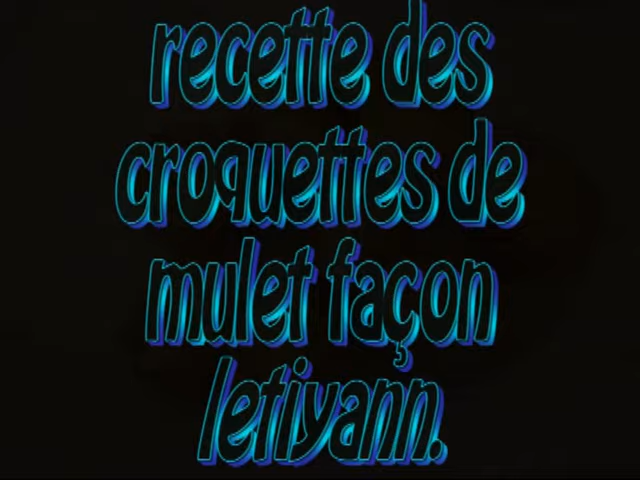 recette des
croquettes de
mulet façon
letiyann.